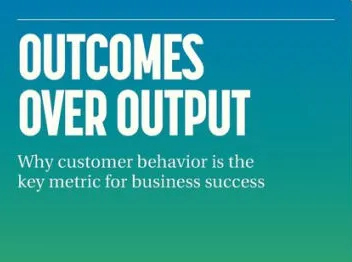 OUTCOMES
OVER OUTPUT
Why customer behavior is the
key metric for business success